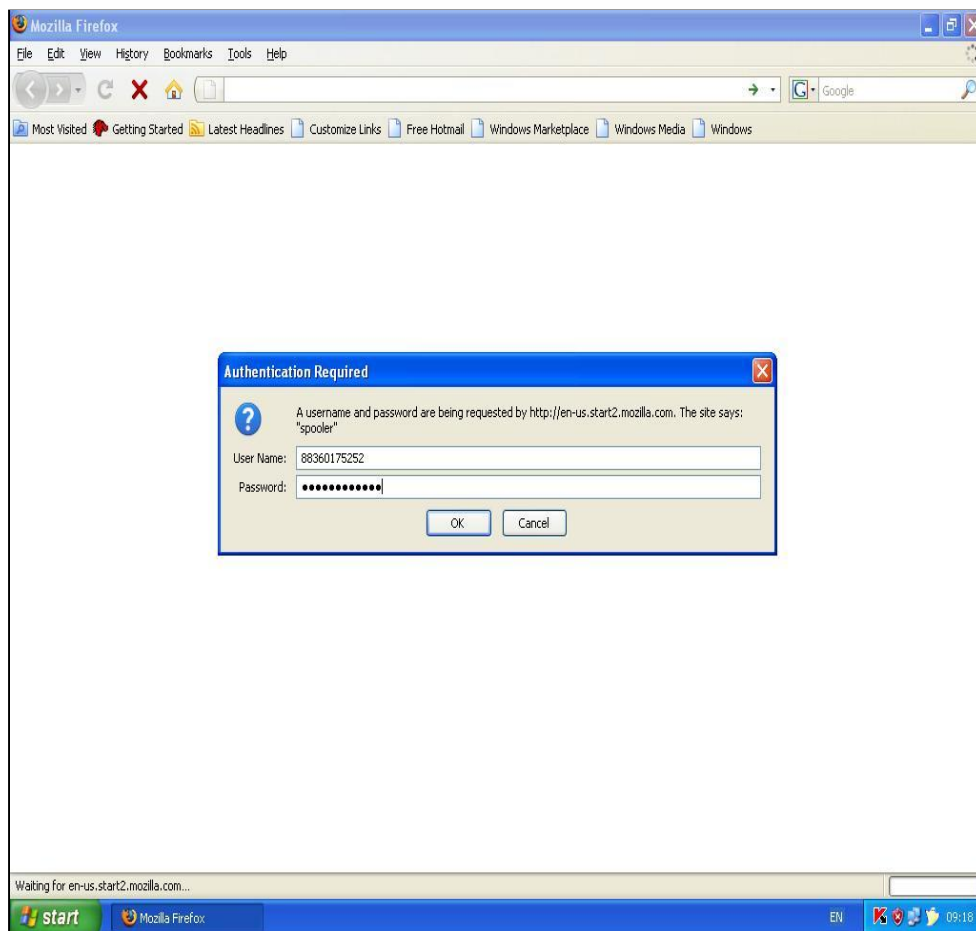 Mozilla Firefox
File Edit View History Bookmarks Tools Help
G Google
Most Visited Getting Started Latest Headlines Customize Links Free Hotmail Windows Marketplace Windows Media Windows
Authentication Required
A username and password are being requested by http://en-us.start2.mozilla.com. The site says:
"spooler"
User Name: 88360175252
Password: ●●●●●●●●●●●●
OK Cancel
Waiting for en-us.start2.mozilla.com...
start Mozilla Firefox EN K 09:18